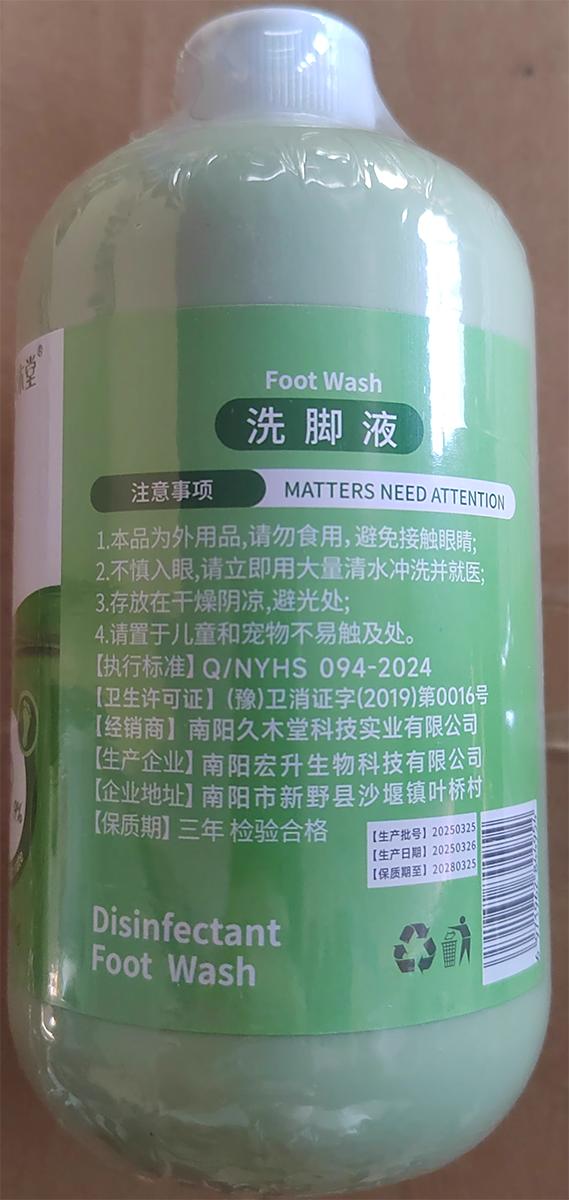 木堂®
Foot Wash
洗脚液
注意事项 MATTERS NEED ATTENTION
1.本品为外用品,请勿食用,避免接触眼睛;
2.不慎入眼,请立即用大量清水冲洗并就医;
3.存放在干燥阴凉,避光处;
4.请置于儿童和宠物不易触及处。
【执行标准】Q/NYHS 094-2024
【卫生许可证】(豫)卫消证字(2019)第0016号
【经销商】南阳久木堂科技实业有限公司
【生产企业】南阳宏升生物科技有限公司
【企业地址】南阳市新野县沙堰镇叶桥村
【保质期】三年 检验合格
【生产批号】20250325
【生产日期】20250326
【保质期至】20280325
Disinfectant
Foot Wash